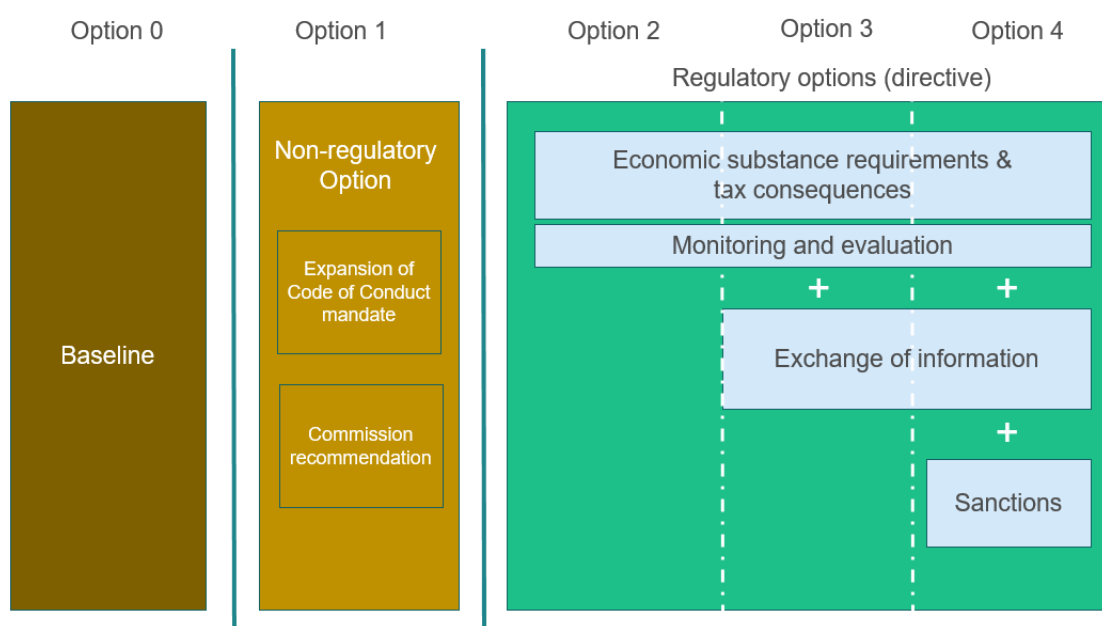 Option 0
Option 1
Option 2
Option 3
Option 4
Regulatory options (directive)
Baseline
Non-regulatory
Option
Expansion of
Code of Conduct
mandate
Commission
recommendation
Economic substance requirements &
tax consequences
Monitoring and evaluation
+
+
Exchange of information
+
Sanctions